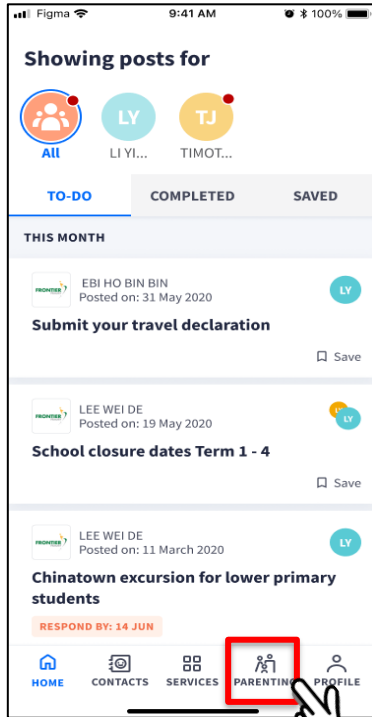 Figma 9:41 AM 100%
Showing posts for
LY TJ
All LI YI... TIMOT...
TO-DO COMPLETED SAVED
THIS MONTH
FRONTIER EBI HO BIN BIN LY
Posted on: 31 May 2020
Submit your travel declaration
Save
FRONTIER LEE WEI DE LY
Posted on: 19 May 2020
School closure dates Term 1 - 4
Save
FRONTIER LEE WEI DE LY
Posted on: 11 March 2020
Chinatown excursion for lower primary
students
RESPOND BY: 14 JUN
HOME CONTACTS SERVICES PARENTING PROFILE